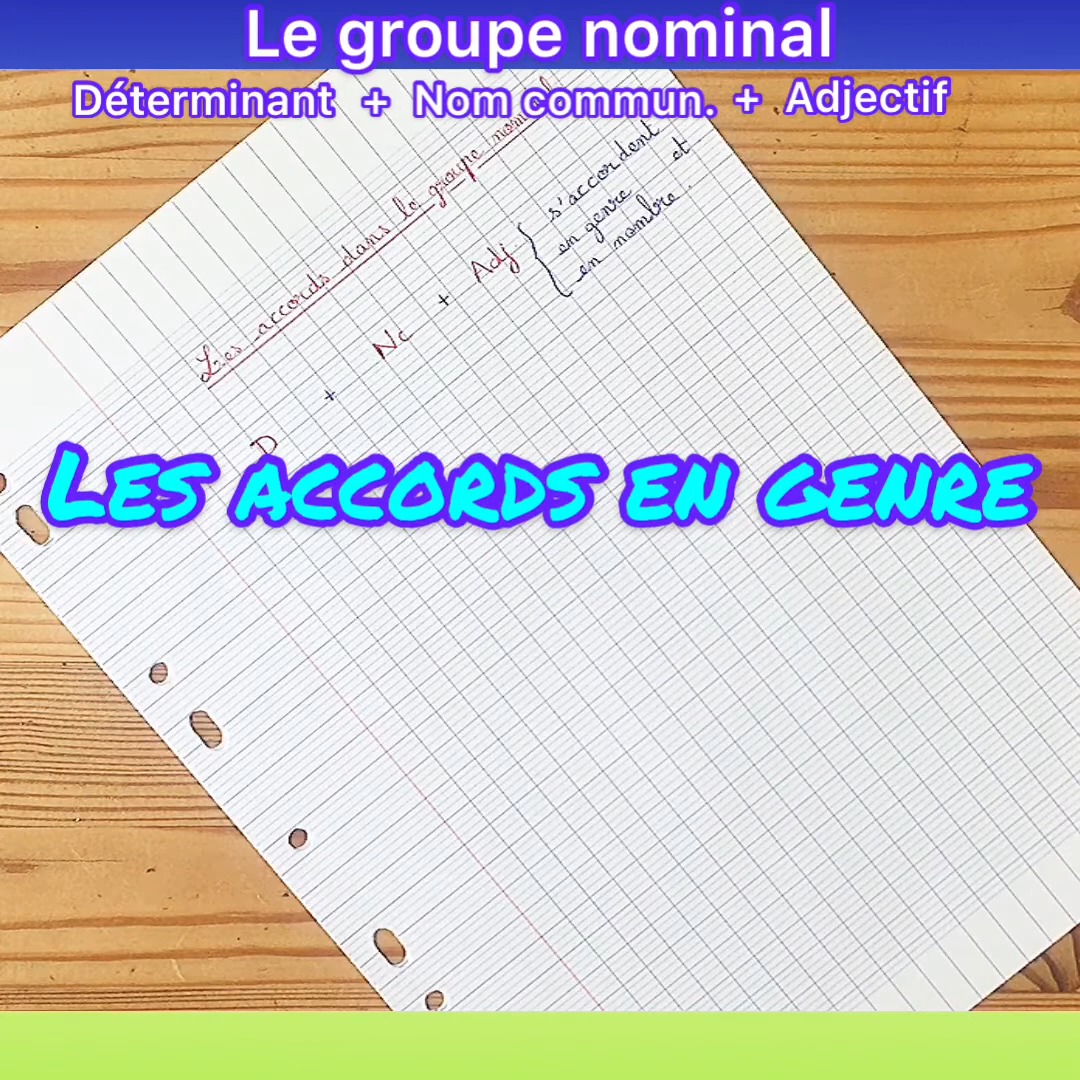 Le groupe nominal
Déterminant + Nom commun. + Adjectif
Les accords dans le groupe nominal
D + Nc + Adj { s'accordent
en genre et
en nombre.
Les accords en genre